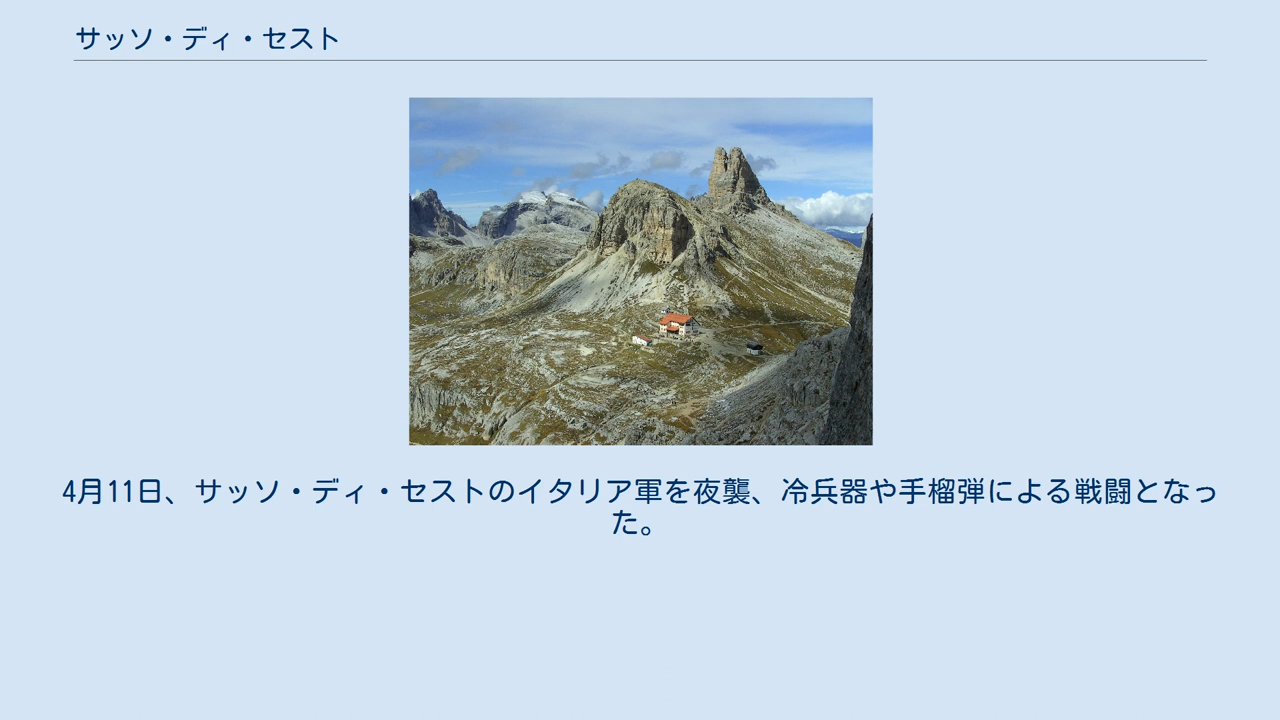 サッソ・ディ・セスト
4月11日、サッソ・ディ・セストのイタリア軍を夜襲、冷兵器や手榴弾による戦闘となっ
た。